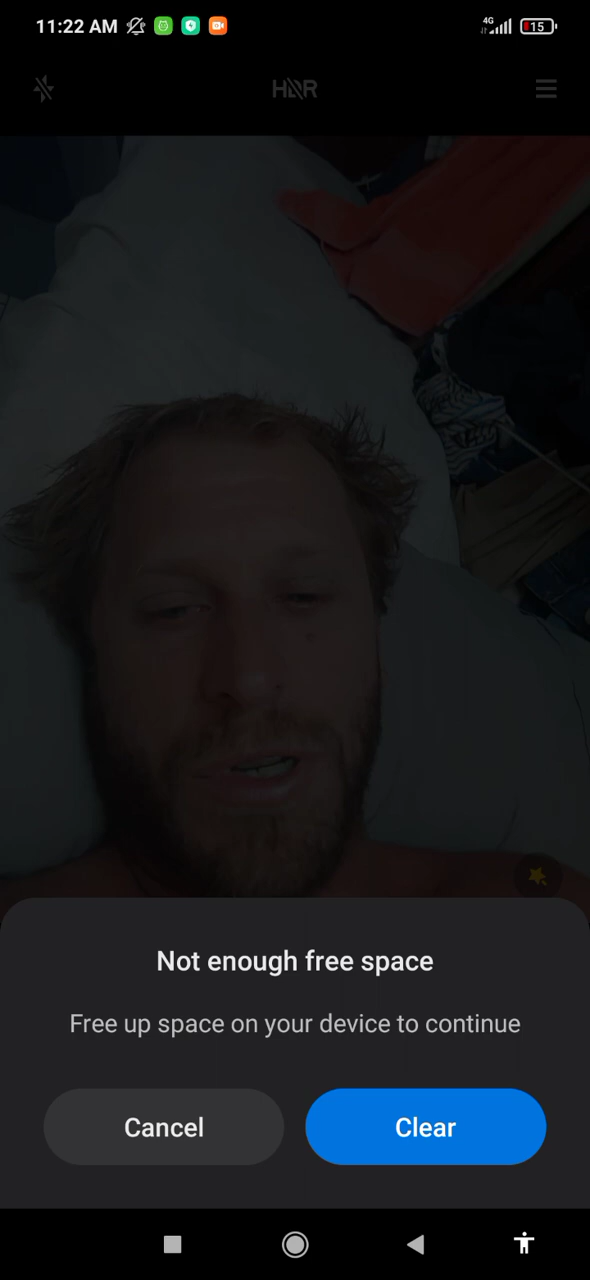 11:22 AM
4G
15
HDR
Not enough free space
Free up space on your device to continue
Cancel
Clear